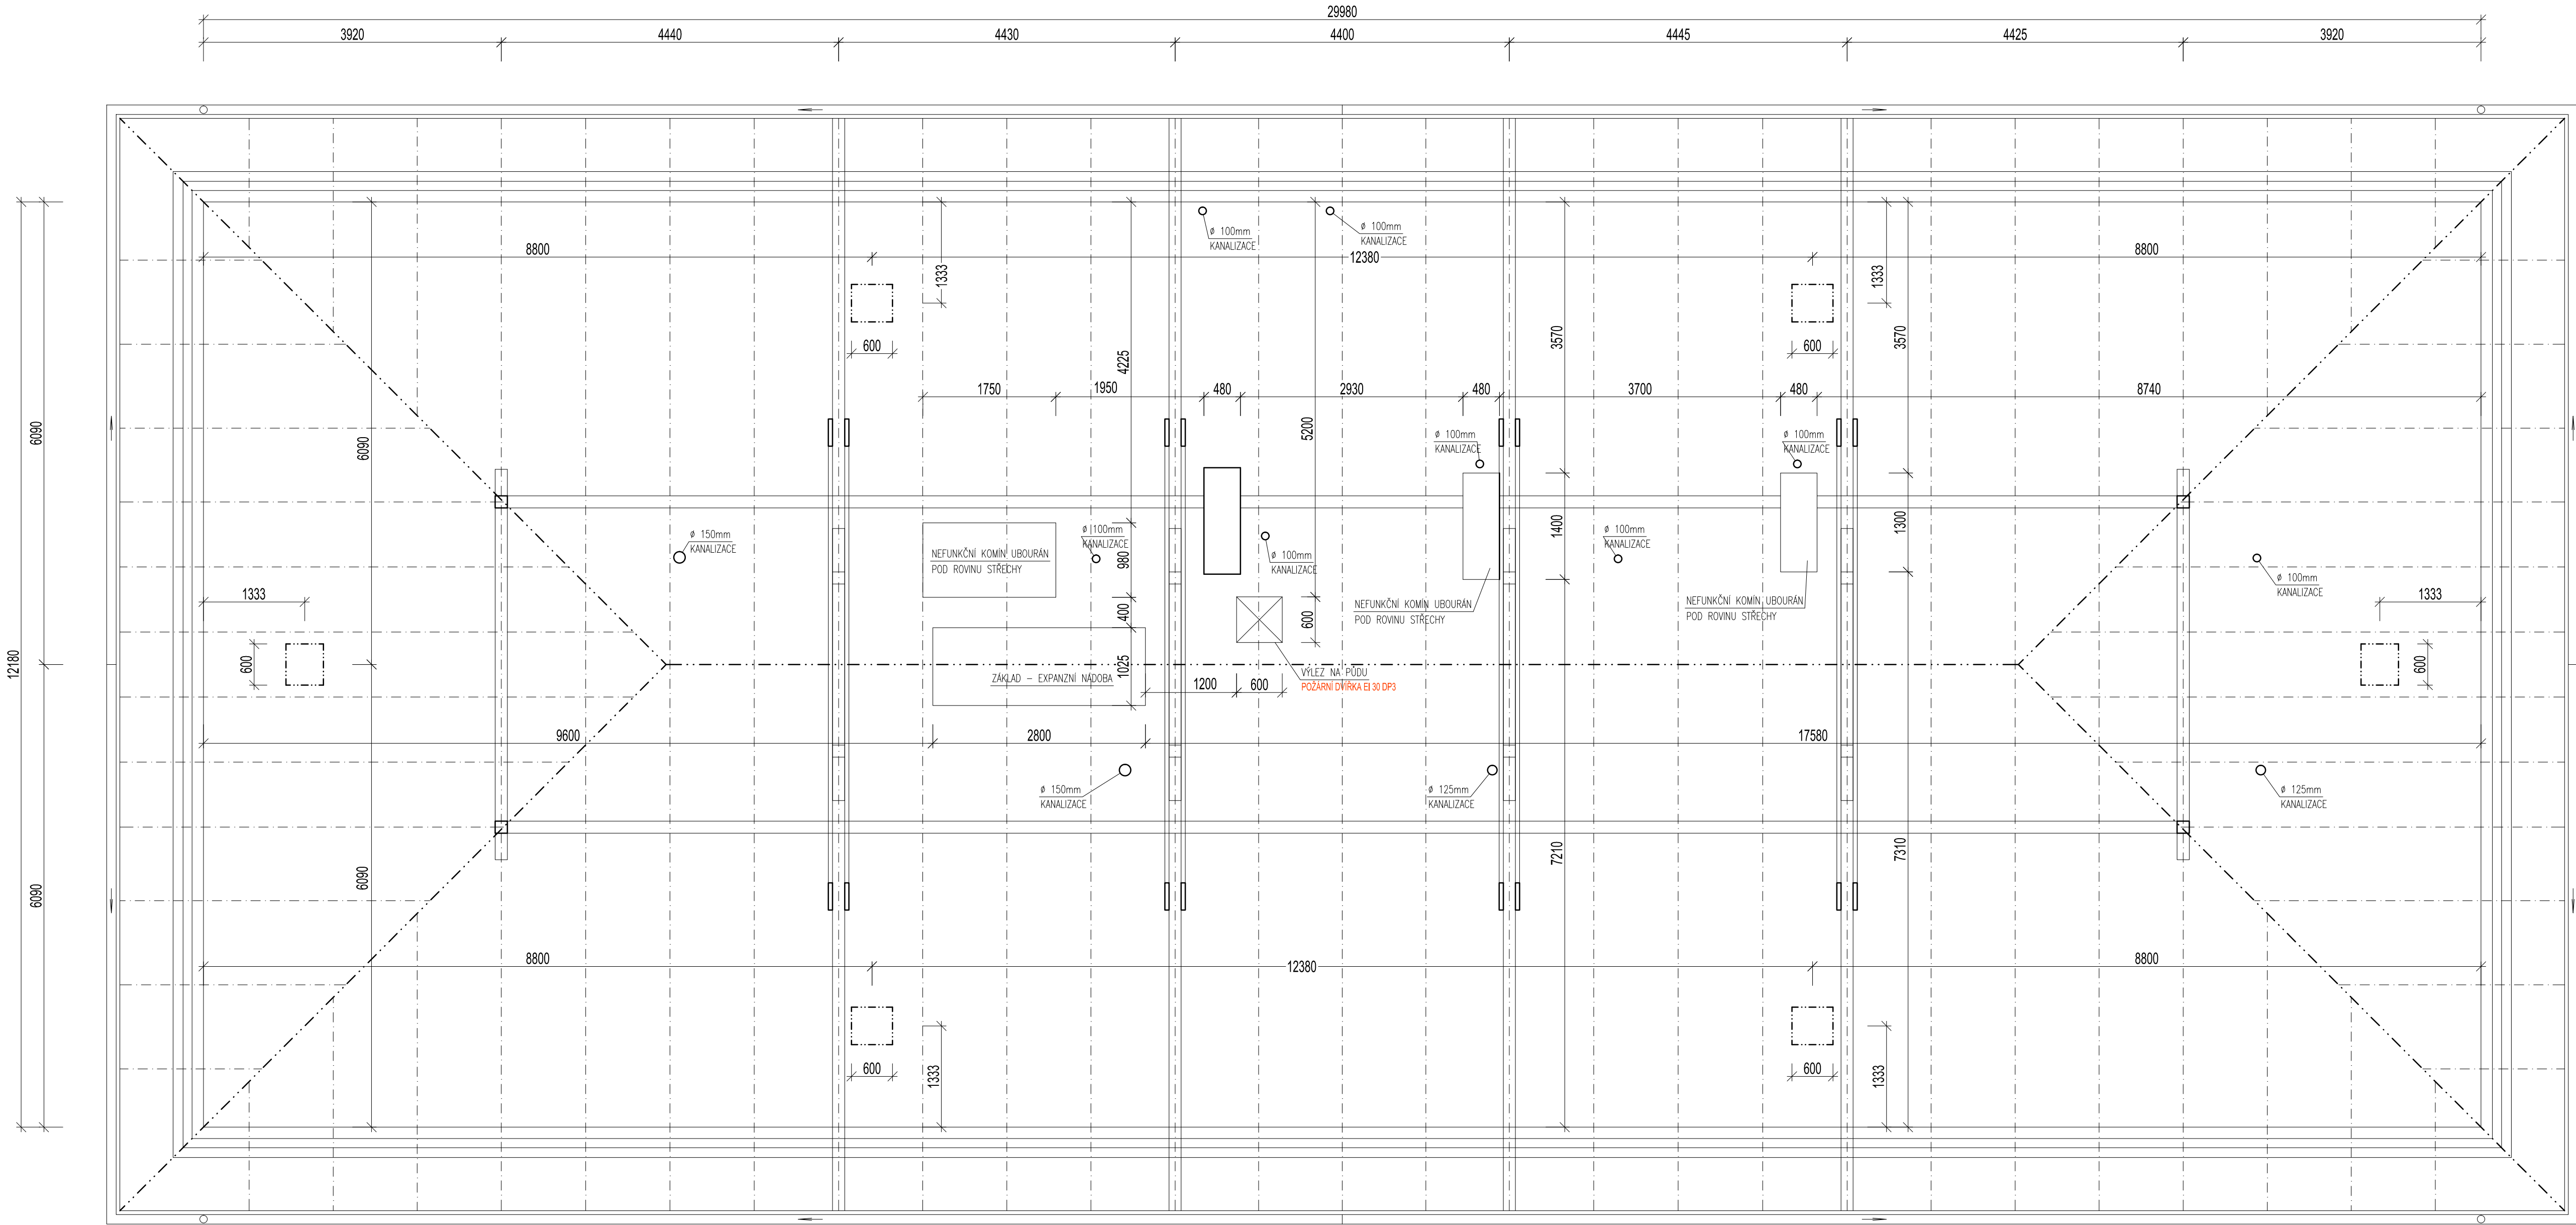 29980
3920
4440
4430
4400
4445
4425
3920
12180
6090
6090
6090
6090
8800
12380
8800
1333
1333
ø 100mm
KANALIZACE
ø 100mm
KANALIZACE
600
600
4225
3570
3570
1750
1950
480
2930
480
3700
480
8740
5200
ø 100mm
KANALIZACE
ø 100mm
KANALIZACE
ø 150mm
KANALIZACE
ø 100mm
KANALIZACE
ø 100mm
KANALIZACE
ø 100mm
KANALIZACE
ø 100mm
KANALIZACE
1400
1300
980
NEFUNKČNÍ KOMÍN UBOURÁN
POD ROVINU STŘECHY
NEFUNKČNÍ KOMÍN UBOURÁN
POD ROVINU STŘECHY
NEFUNKČNÍ KOMÍN UBOURÁN
POD ROVINU STŘECHY
1333
1333
400
600
600
600
1025
ZÁKLAD – EXPANZNÍ NÁDOBA
1200
600
VÝLEZ NA PŮDU
POŽÁRNÍ DVÍŘKA EI 30 DP3
9600
2800
17580
ø 150mm
KANALIZACE
ø 125mm
KANALIZACE
ø 125mm
KANALIZACE
7210
7310
8800
12380
8800
600
600
1333
1333